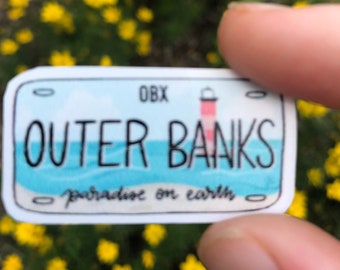 OBX
OUTER BANKS
paradise on earth